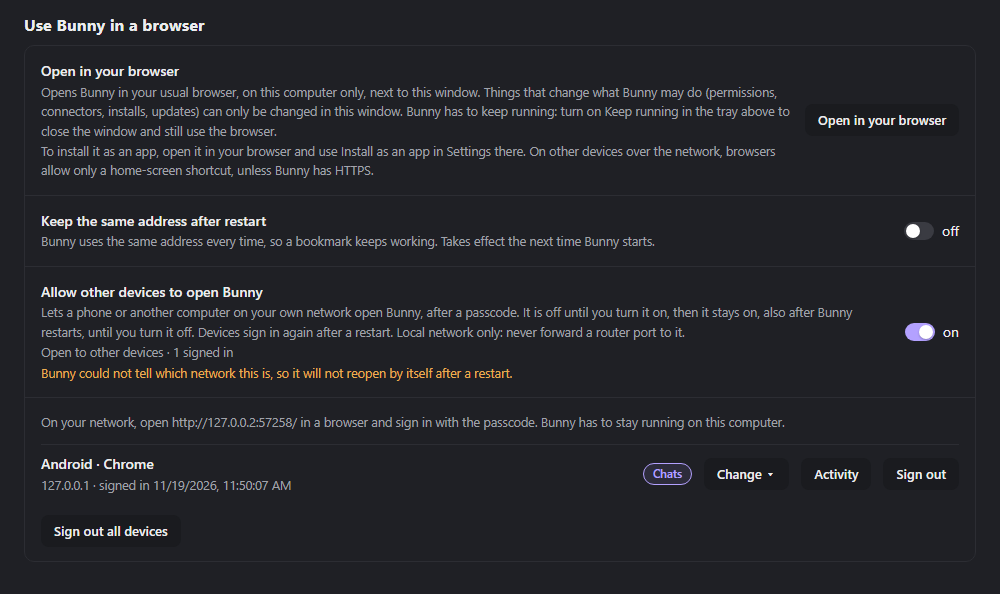 Use Bunny in a browser
Open in your browser
Opens Bunny in your usual browser, on this computer only, next to this window. Things that change what Bunny may do (permissions,
connectors, installs, updates) can only be changed in this window. Bunny has to keep running: turn on Keep running in the tray above to
close the window and still use the browser.
To install it as an app, open it in your browser and use Install as an app in Settings there. On other devices over the network, browsers
allow only a home-screen shortcut, unless Bunny has HTTPS.
Open in your browser
Keep the same address after restart
Bunny uses the same address every time, so a bookmark keeps working. Takes effect the next time Bunny starts.
off
Allow other devices to open Bunny
Lets a phone or another computer on your own network open Bunny, after a passcode. It is off until you turn it on, then it stays on, also after Bunny
restarts, until you turn it off. Devices sign in again after a restart. Local network only: never forward a router port to it.
Open to other devices · 1 signed in
Bunny could not tell which network this is, so it will not reopen by itself after a restart.
on
On your network, open http://127.0.0.2:57258/ in a browser and sign in with the passcode. Bunny has to stay running on this computer.
Android · Chrome
127.0.0.1 · signed in 11/19/2026, 11:50:07 AM
Chats
Change
Activity
Sign out
Sign out all devices